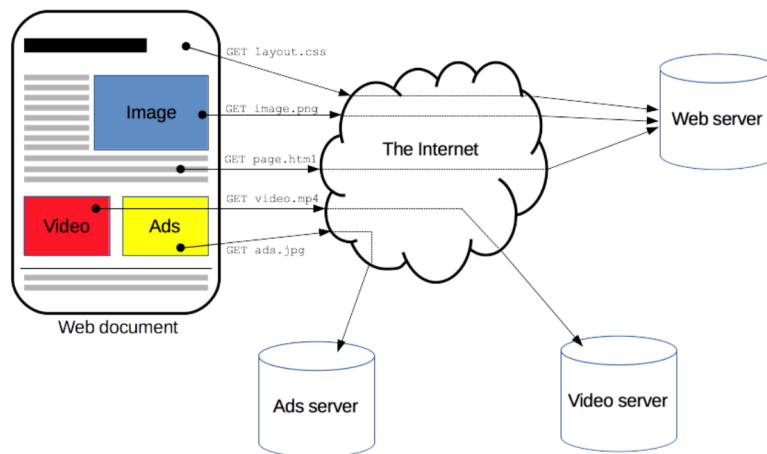 GET layout.css
Image
GET image.png
The Internet
Web server
GET page.html
GET video.mp4
Video
Ads
GET ads.jpg
Web document
Ads server
Video server